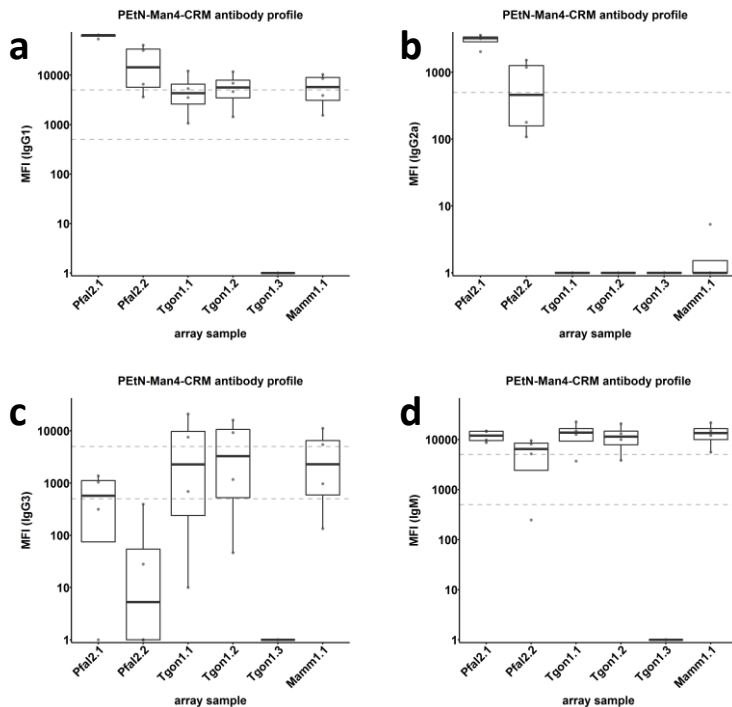 a
PEtN-Man4-CRM antibody profile
MFI (IgG1)
10000
1000
100
10
1
Pfal2.1
Pfal2.2
Tgon1.1
Tgon1.2
Tgon1.3
Mamm1.1
array sample
b
PEtN-Man4-CRM antibody profile
MFI (IgG2a)
1000
100
10
1
Pfal2.1
Pfal2.2
Tgon1.1
Tgon1.2
Tgon1.3
Mamm1.1
array sample
c
PEtN-Man4-CRM antibody profile
MFI (IgG3)
10000
1000
100
10
1
Pfal2.1
Pfal2.2
Tgon1.1
Tgon1.2
Tgon1.3
Mamm1.1
array sample
d
PEtN-Man4-CRM antibody profile
MFI (IgM)
10000
1000
100
10
1
Pfal2.1
Pfal2.2
Tgon1.1
Tgon1.2
Tgon1.3
Mamm1.1
array sample